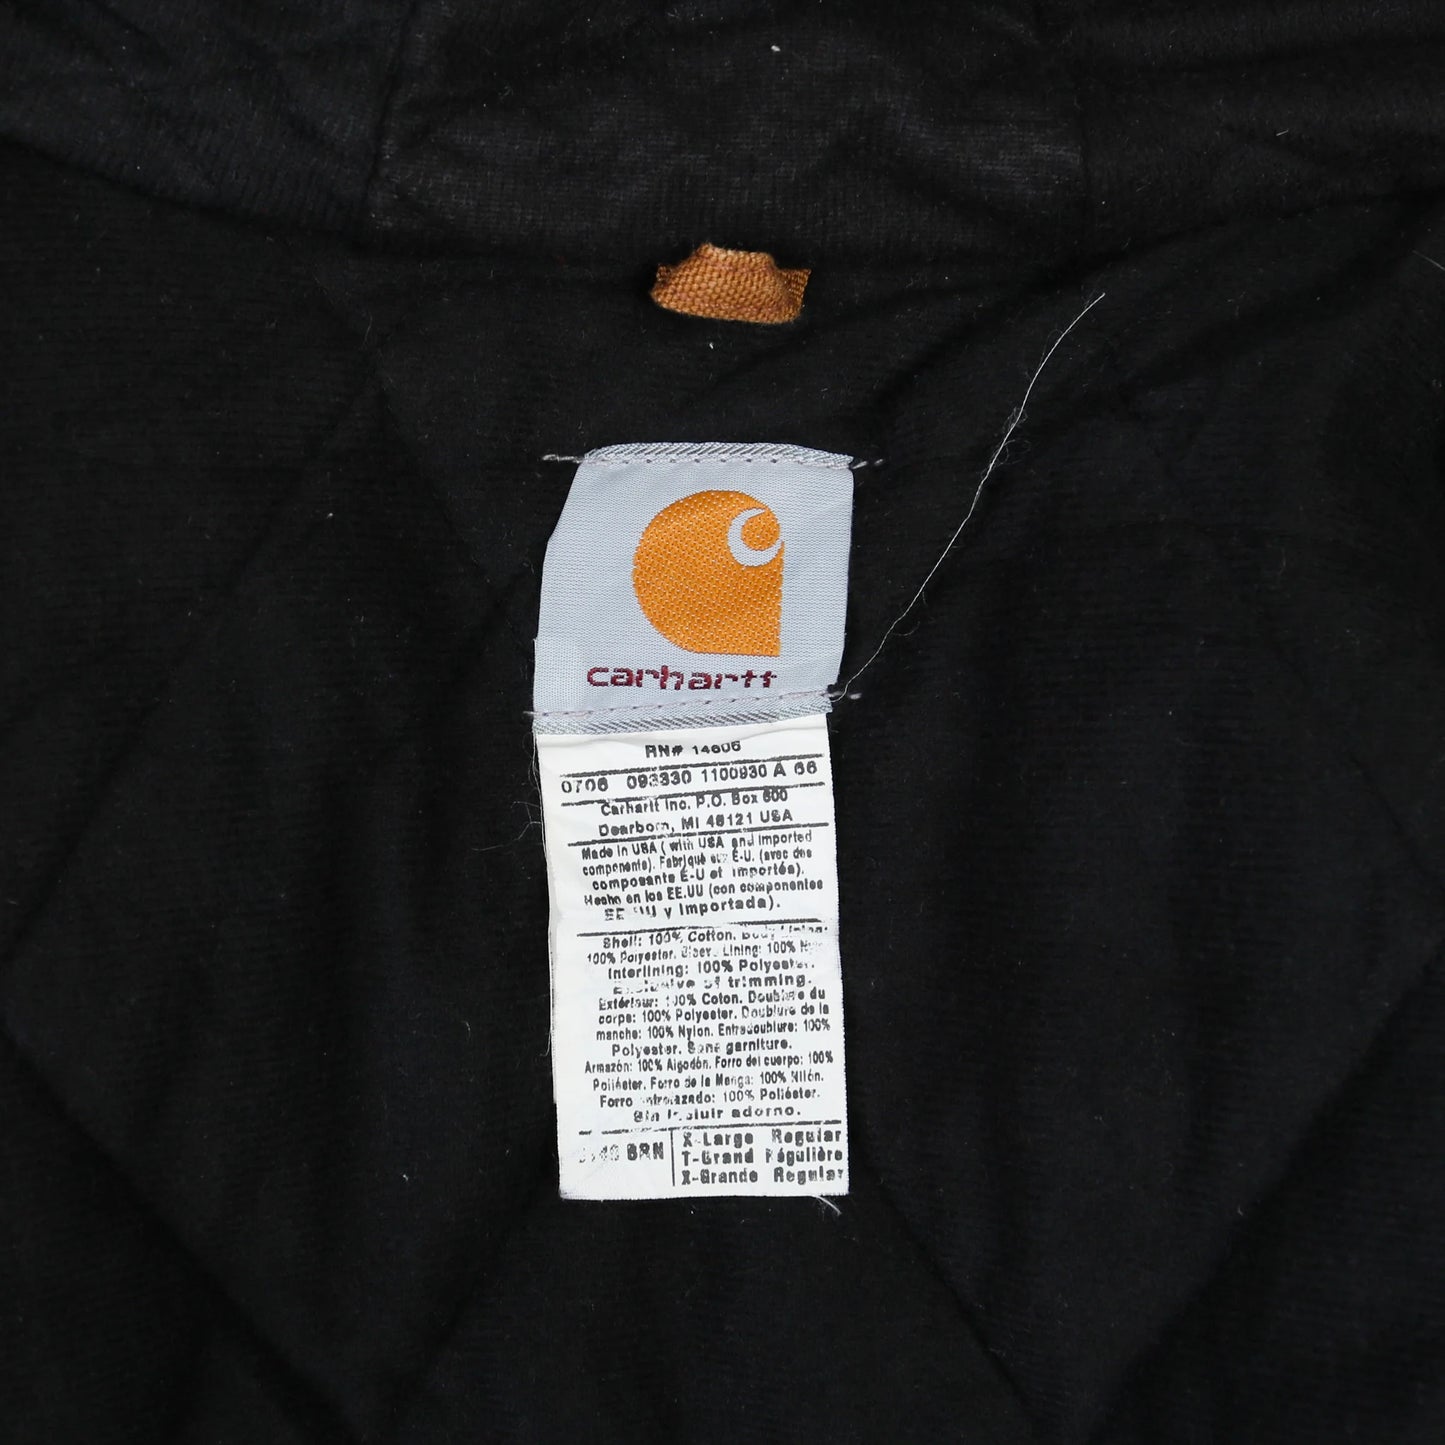 carhartt
RN# 14806
0706 093330 1100930 A 66
Carhartt Inc. P.O. Box 600
Dearborn, MI 48121 USA
Made in USA ( with USA and imported
components). Fabriqué aux É-U. (avec des
composants É-U et importés).
Hecho en los EE.UU (con componentes
EE UU y importada).
Shell: 100% Cotton. Body Lining:
100% Polyester. Lining: 100%
Interlining: 100% Polyester.
Exclusive of trimming.
Extérieur: 100% Coton. Doublure du
corps: 100% Polyester. Doublure de la
manche: 100% Nylon. Entredoublure: 100%
Polyester. Sans garniture.
Armazón: 100% Algodón. Forro del cuerpo: 100%
Poliéster. Forro de la Manga: 100% Nilón.
Forro entrelazado: 100% Poliéster.
Sin incluir adorno.
BRN
X-Large Regular
T-Grand Régulière
X-Grande Regular